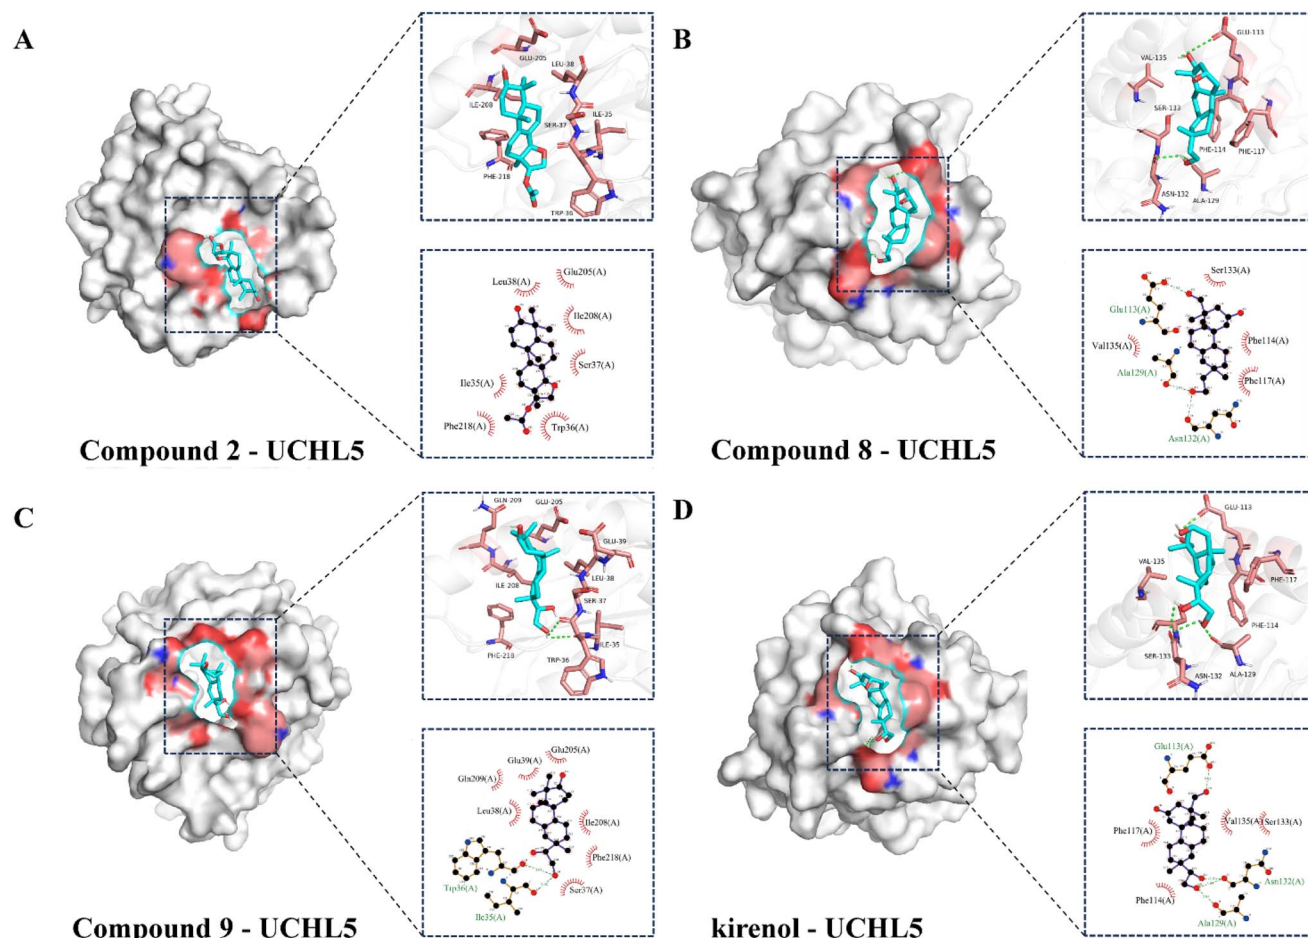 A
GLU-205
LEU-38
ILE-208
SER-37
ILE-35
PHE-218
TRP-36
Glu205(A)
Leu38(A)
Ile208(A)
Ser37(A)
Ile35(A)
Phe218(A)
Trp36(A)
Compound 2 - UCHL5
B
GLU-113
VAL-135
SER-133
PHE-114
PHE-117
ASN-132
ALA-129
Ser133(A)
Glu113(A)
Val135(A)
Phe114(A)
Ala129(A)
Phe117(A)
Asn132(A)
Compound 8 - UCHL5
C
GLN-209
GLU-205
GLU-39
ILE-208
LEU-38
SER-37
PHE-218
ILE-35
TRP-36
Glu205(A)
Glu39(A)
Gln209(A)
Leu38(A)
Ile208(A)
Phe218(A)
Trp36(A)
Ser37(A)
Ile35(A)
Compound 9 - UCHL5
D
GLU-113
VAL-135
PHE-117
PHE-114
SER-133
ASN-132
ALA-129
Glu113(A)
Phe117(A)
Val135(A)
Ser133(A)
Asn132(A)
Phe114(A)
Ala129(A)
kirenol - UCHL5